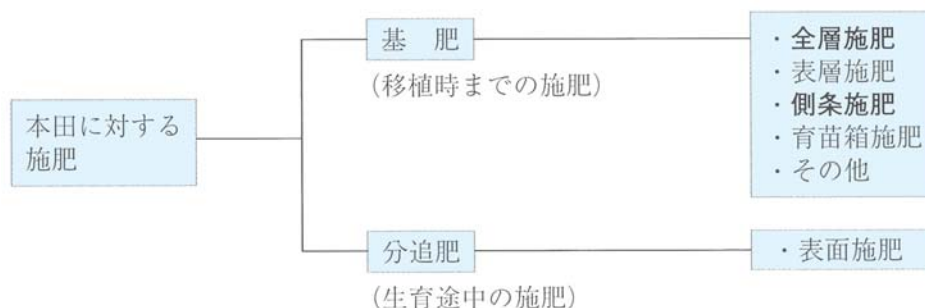 本田に対する
施肥
基 肥
(移植時までの施肥)
・全層施肥
・表層施肥
・側条施肥
・育苗箱施肥
・その他
分追肥
(生育途中の施肥)
・表面施肥